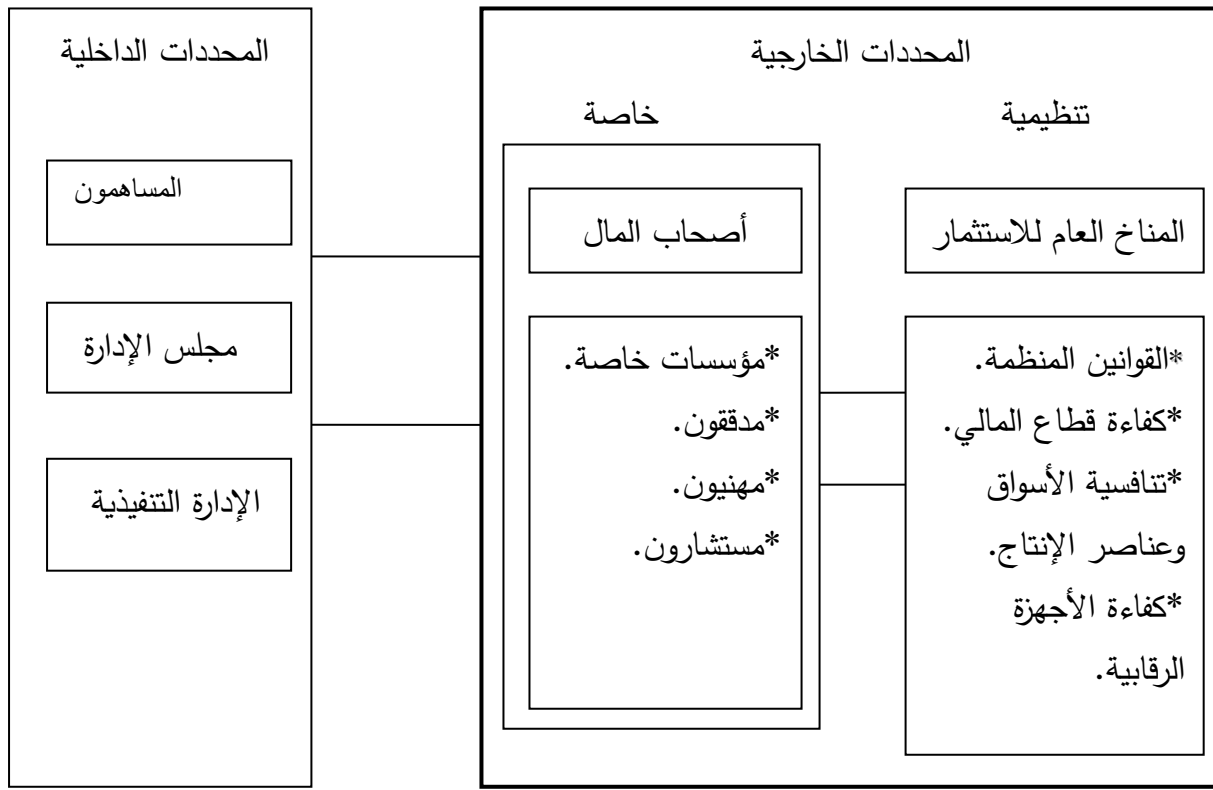 المحددات الخارجية
تنظيمية
المناخ العام للاستثمار
*القوانين المنظمة.
*كفاءة قطاع المالي.
*تنافسية الأسواق
وعناصر الإنتاج.
*كفاءة الأجهزة
الرقابية.
خاصة
أصحاب المال
*مؤسسات خاصة.
*مدققون.
*مهنيون.
*مستشارون.
المحددات الداخلية
المساهمون
مجلس الإدارة
الإدارة التنفيذية